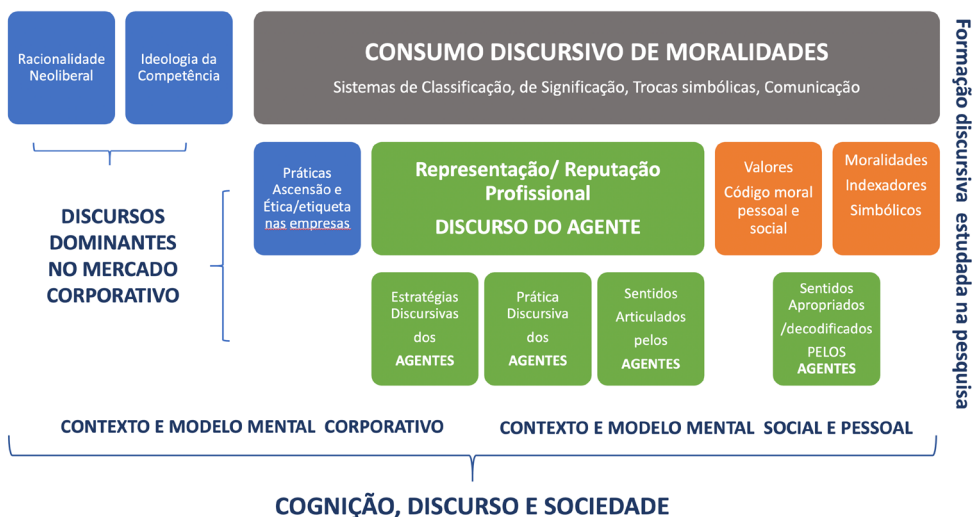 Racionalidade
Neoliberal
Ideologia da
Competência
CONSUMO DISCURSIVO DE MORALIDADES
Sistemas de Classificação, de Significação, Trocas simbólicas, Comunicação
Formação discursiva estudada na pesquisa
DISCURSOS
DOMINANTES
NO MERCADO
CORPORATIVO
Práticas
Ascensão e
Ética/etiqueta
nas empresas
Representação/ Reputação
Profissional
DISCURSO DO AGENTE
Valores
Código moral
pessoal e
social
Moralidades
Indexadores
Simbólicos
Estratégias
Discursivas
dos
AGENTES
Prática
Discursiva
dos
AGENTES
Sentidos
Articulados
pelos
AGENTES
Sentidos
Apropriados
/decodificados
PELOS
AGENTES
CONTEXTO E MODELO MENTAL CORPORATIVO
CONTEXTO E MODELO MENTAL SOCIAL E PESSOAL
COGNIÇÃO, DISCURSO E SOCIEDADE